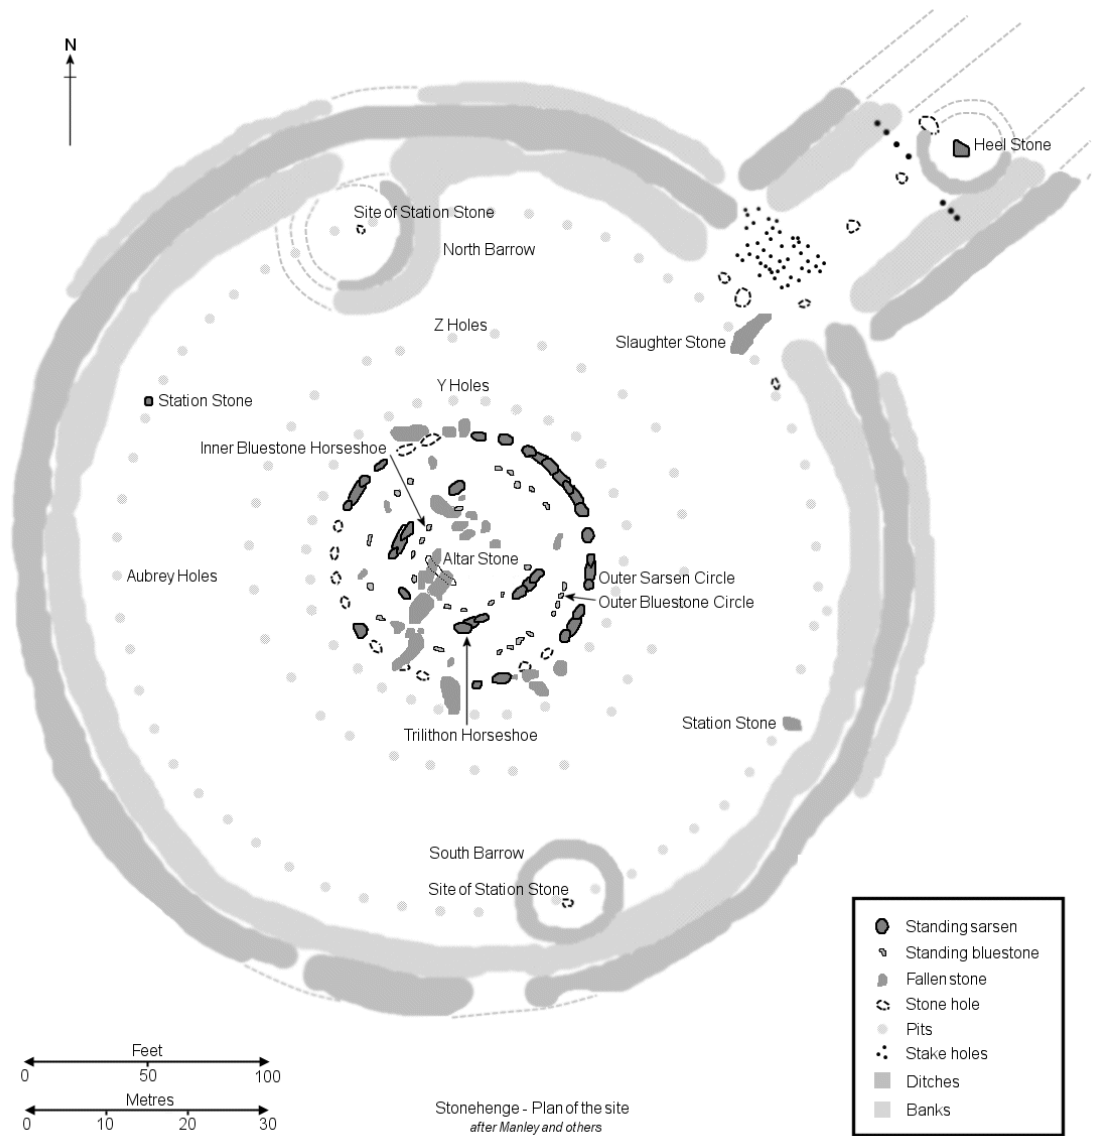 N
Heel Stone
Site of Station Stone
North Barrow
Z Holes
Slaughter Stone
Y Holes
Station Stone
Inner Bluestone Horseshoe
Altar Stone
Aubrey Holes
Outer Sarsen Circle
Outer Bluestone Circle
Station Stone
Trilithon Horseshoe
South Barrow
Site of Station Stone
Standing sarsen
Standing bluestone
Fallen stone
Stone hole
Pits
Stake holes
Ditches
Banks
Feet
0 50 100
Metres
0 10 20 30
Stonehenge - Plan of the site
after Manley and others